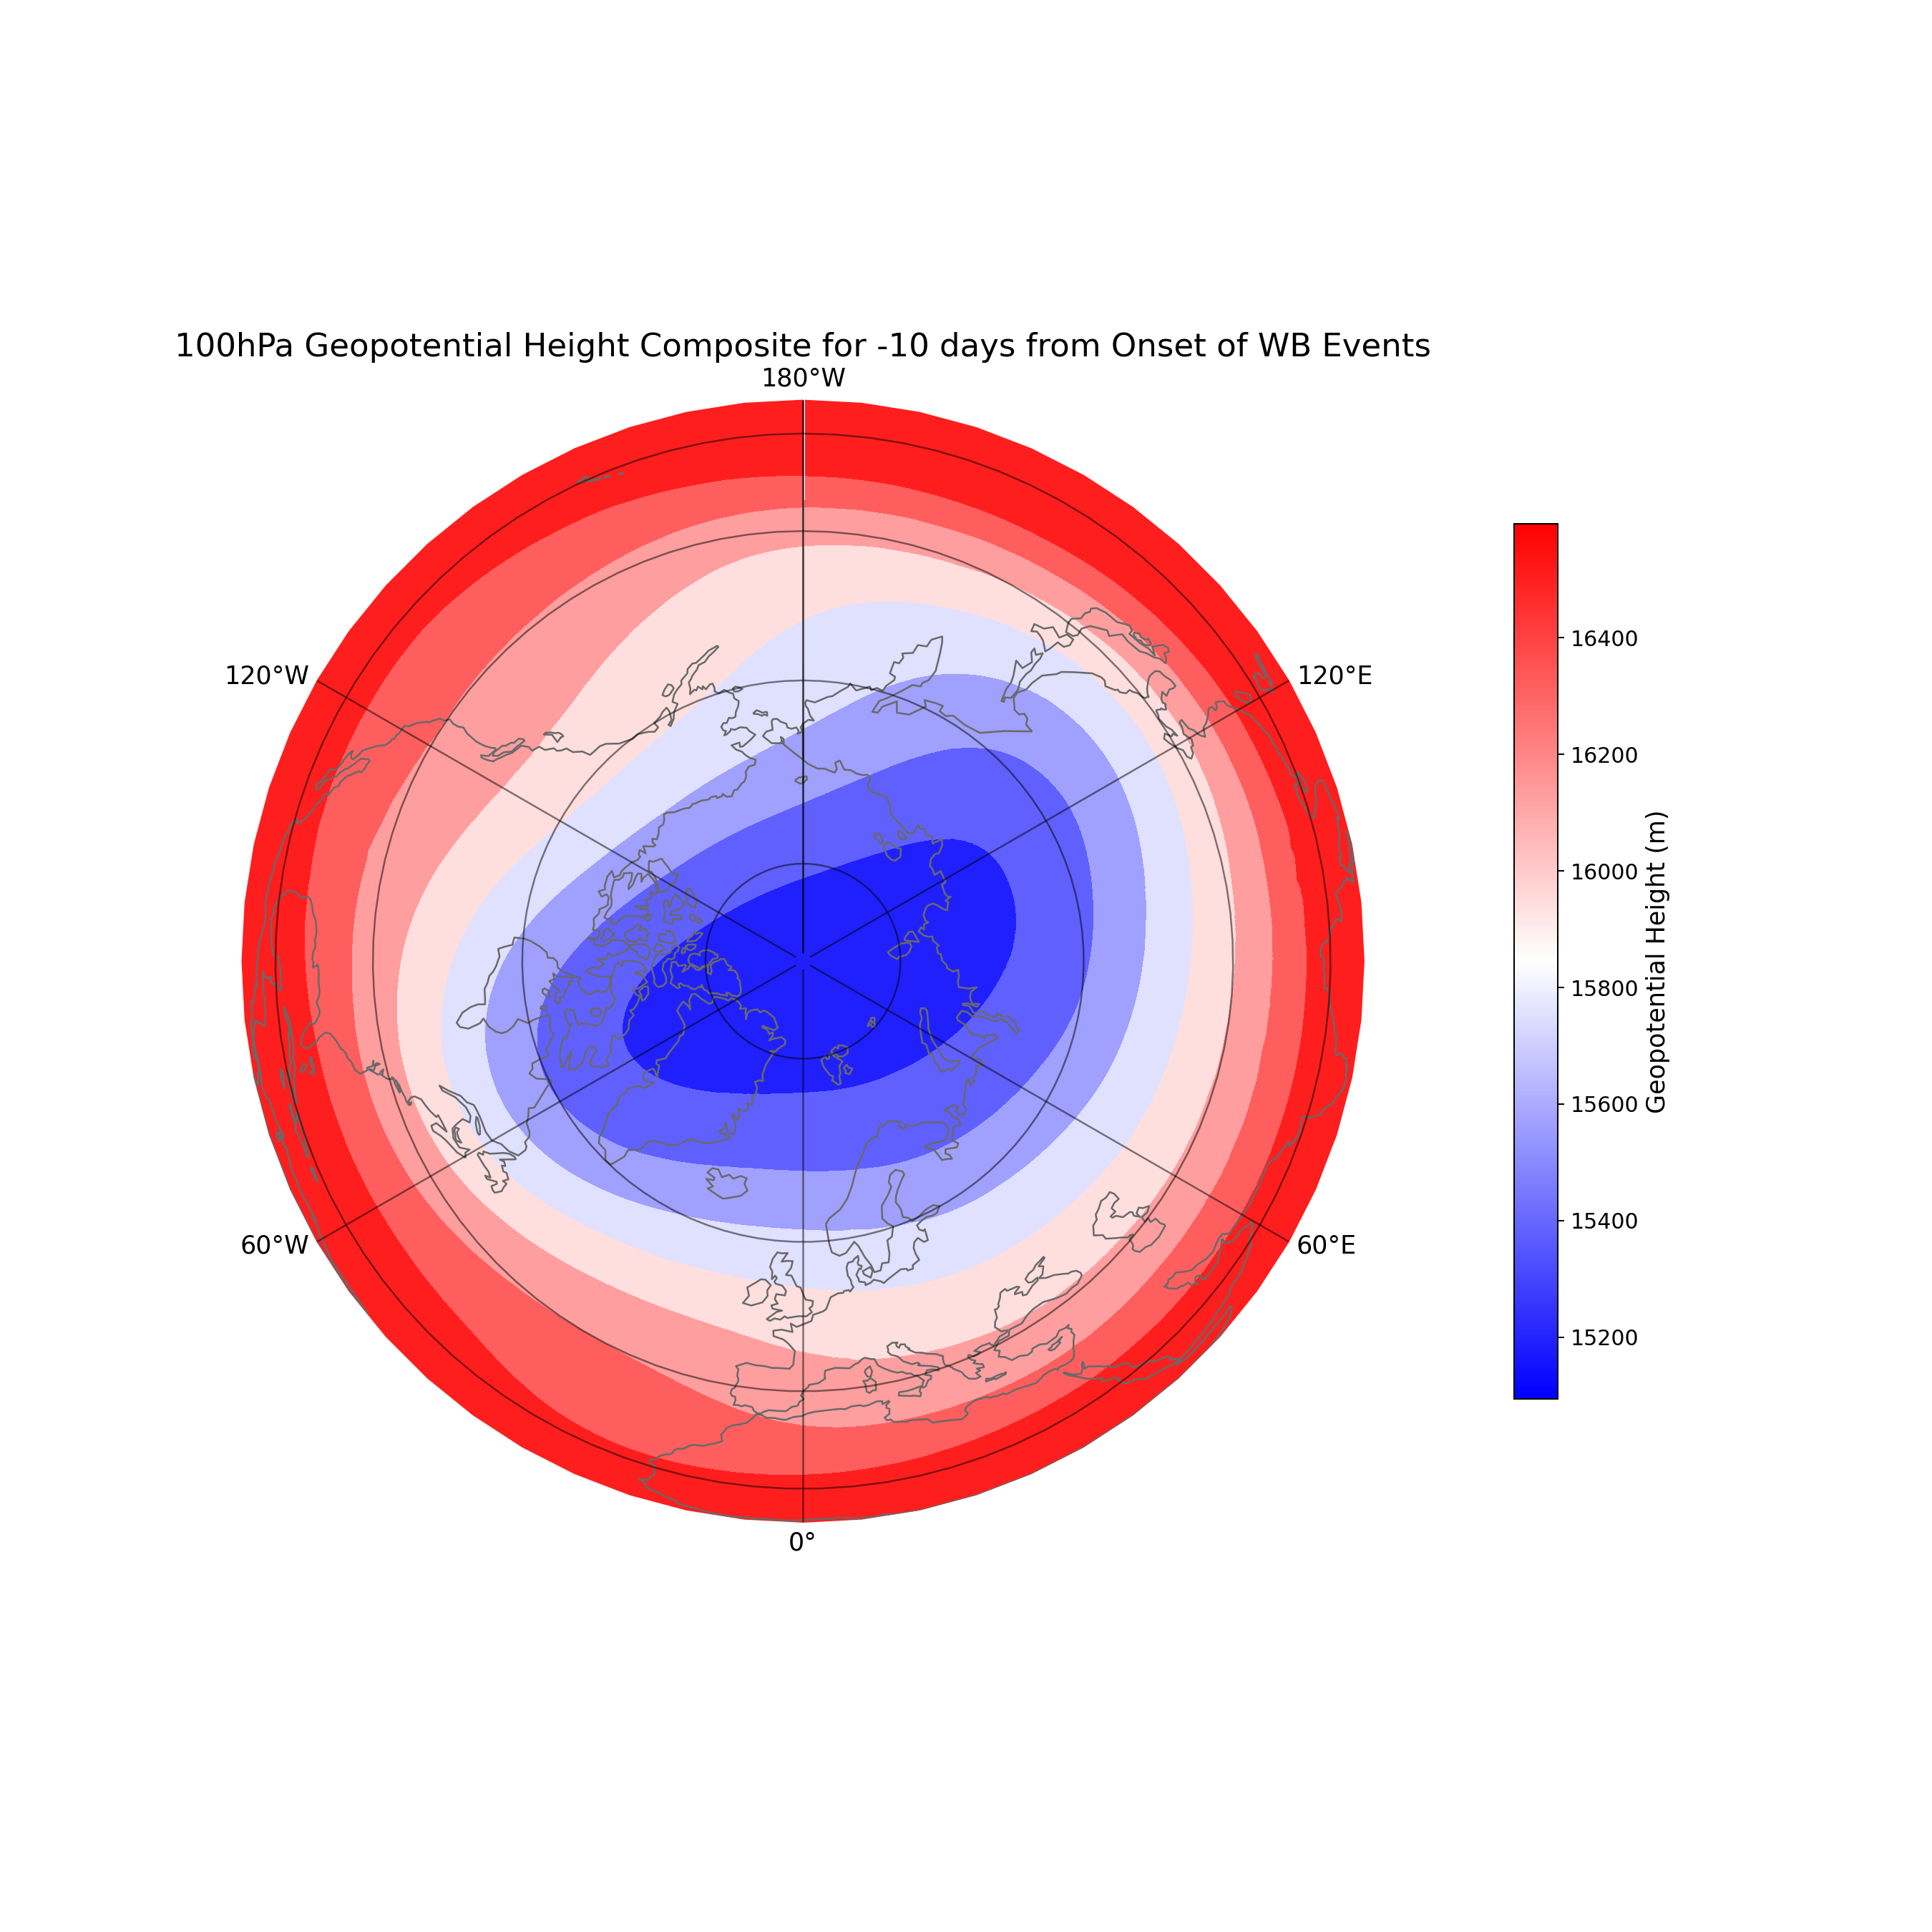 100hPa Geopotential Height Composite for -10 days from Onset of WB Events
180°W
120°W
120°E
60°W
60°E
0°
16400
16200
16000
15800
15600
15400
15200
Geopotential Height (m)